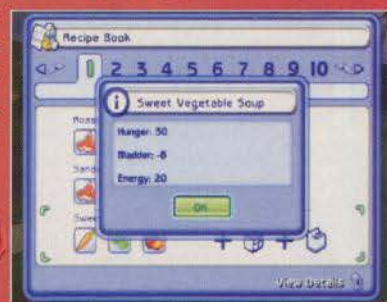 Recipe Book
1 2 3 4 5 6 7 8 9 10
Sweet Vegetable Soup
Hunger: 50
Bladder: -8
Energy: 20
OK
View Details